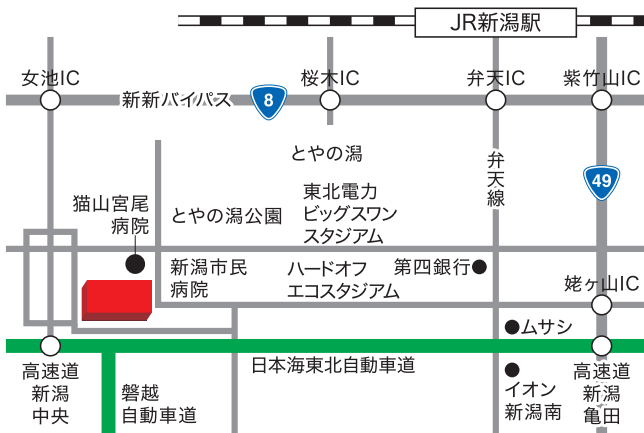 JR新潟駅
女池IC
桜木IC
弁天IC
紫竹山IC
新新バイパス
8
とやの潟
弁天線
49
猫山宮尾
病院
とやの潟公園
東北電力
ビッグスワン
スタジアム
新潟市民
病院
ハードオフ
エコスタジアム
第四銀行
姥ヶ山IC
ムサシ
日本海東北自動車道
高速道
新潟
中央
磐越
自動車道
イオン
新潟南
高速道
新潟
亀田